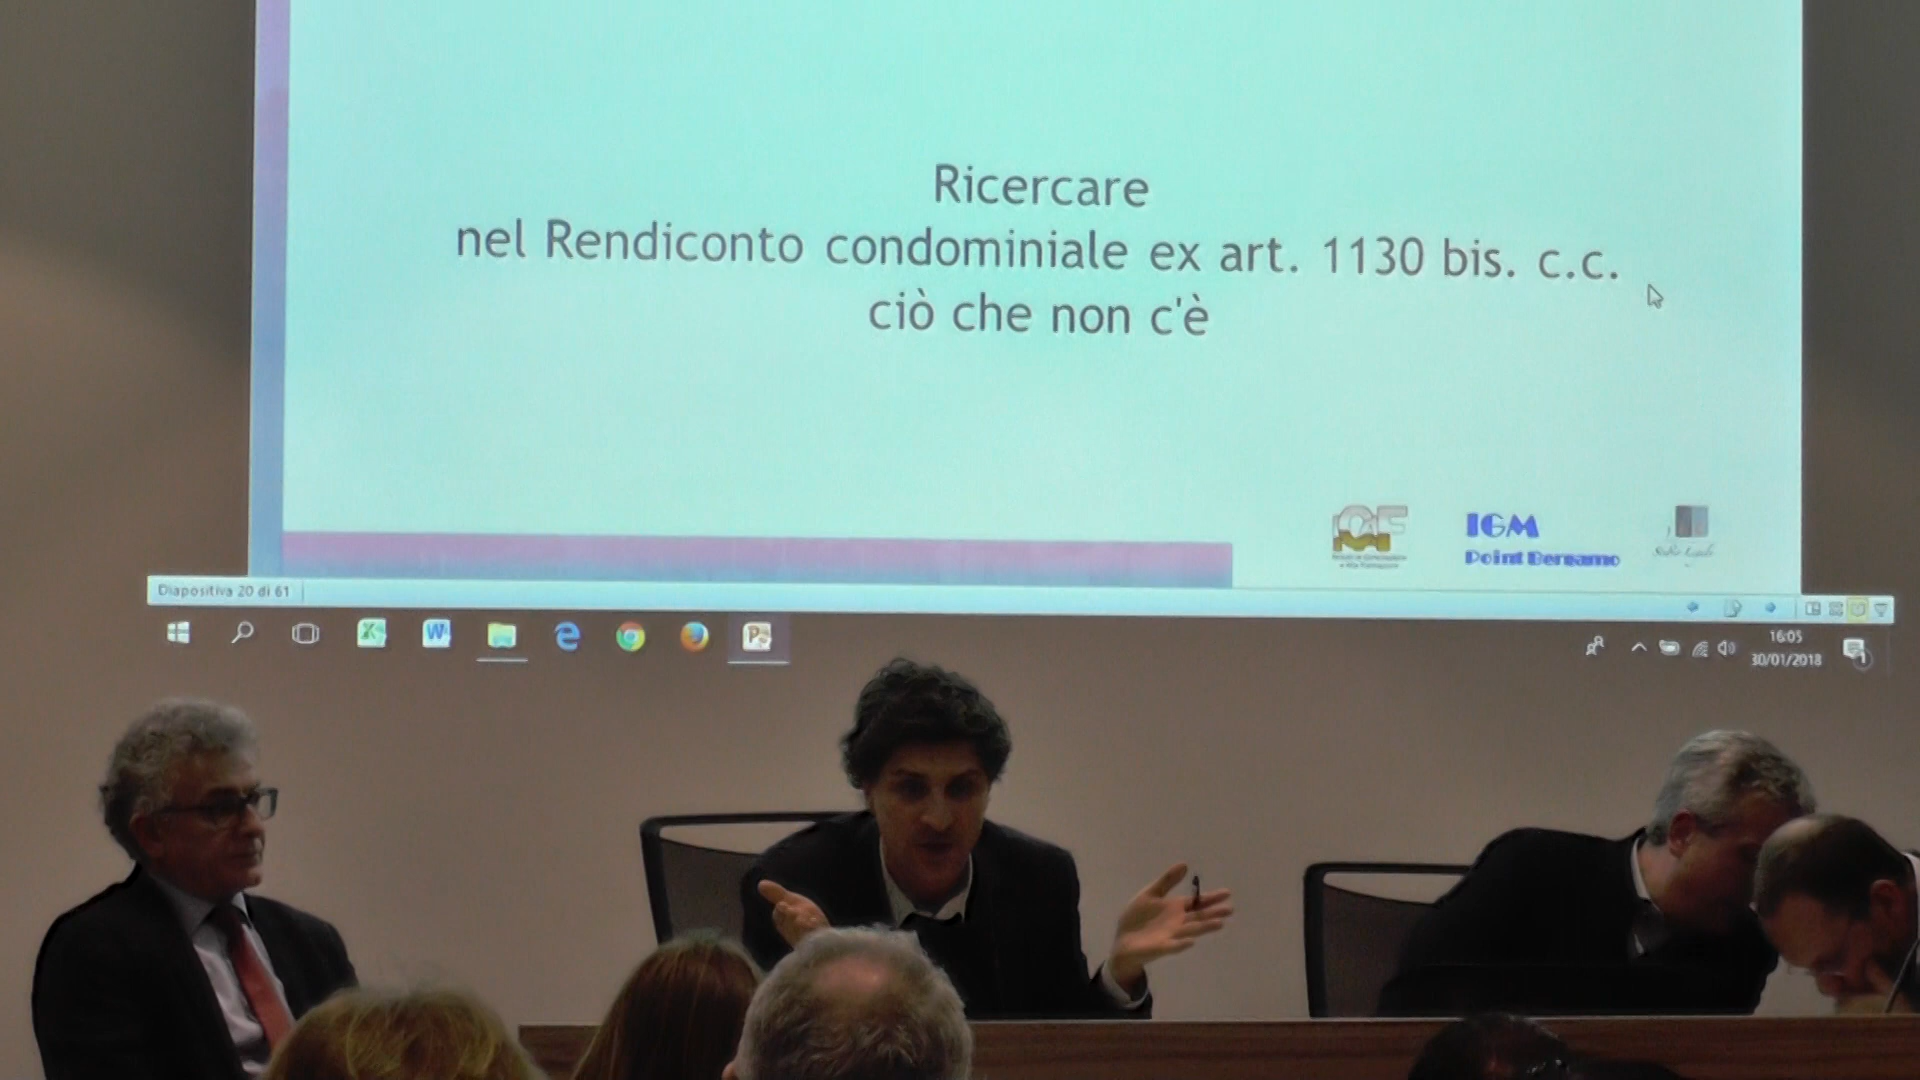 Ricercare
nel Rendiconto condominiale ex art. 1130 bis. c.c.
ciò che non c'è
IGM
Point Bergamo
Diapositiva 20 di 61
16:05
30/01/2018